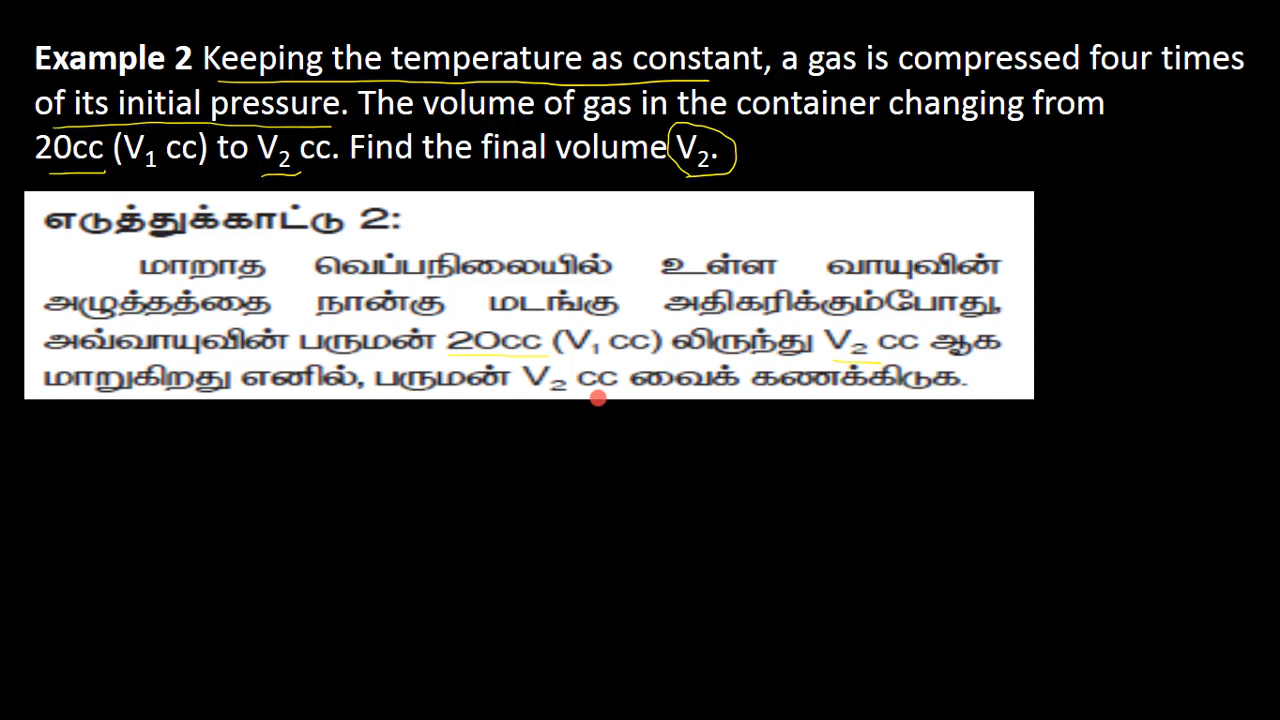 Example 2 Keeping the temperature as constant, a gas is compressed four times
of its initial pressure. The volume of gas in the container changing from
20cc (V₁ cc) to V₂ cc. Find the final volume V₂.
எடுத்துக்காட்டு 2:
மாறாத வெப்பநிலையில் உள்ள வாயுவின்
அழுத்தத்தை நான்கு மடங்கு அதிகரிக்கும்போது,
அவ்வாயுவின் பருமன் 20cc (V₁ cc) லிருந்து V₂ cc ஆக
மாறுகிறது எனில், பருமன் V₂ cc வைக் கணக்கிடுக.